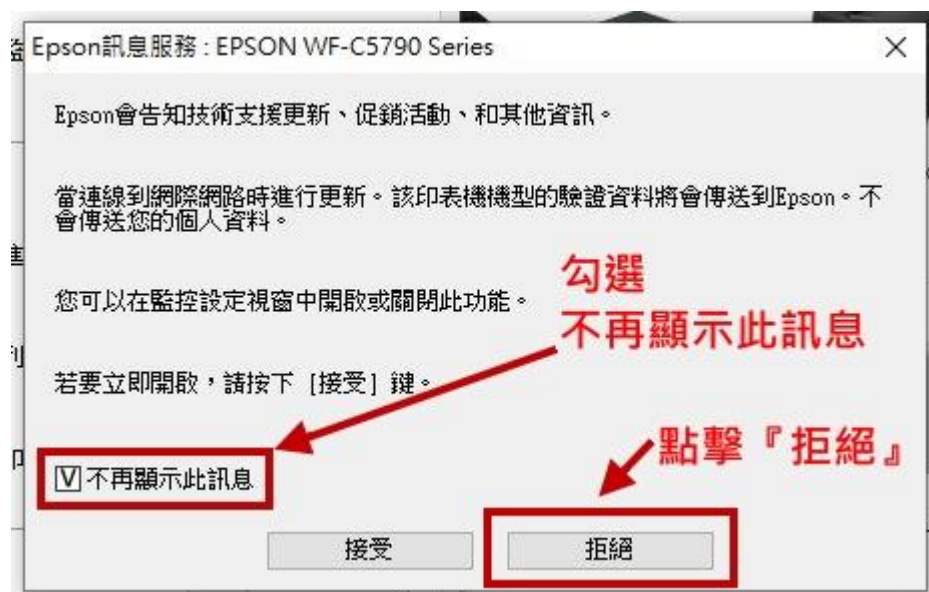 Epson訊息服務 : EPSON WF-C5790 Series
Epson會告知技術支援更新、促銷活動、和其他資訊。
當連線到網際網路時進行更新。該印表機機型的驗證資料將會傳送到Epson。不
會傳送您的個人資料。
勾選
不再顯示此訊息
您可以在監控設定視窗中開啟或關閉此功能。
若要立即開啟，請按下 [接受] 鍵。
點擊『拒絕』
V 不再顯示此訊息
接受
拒絕